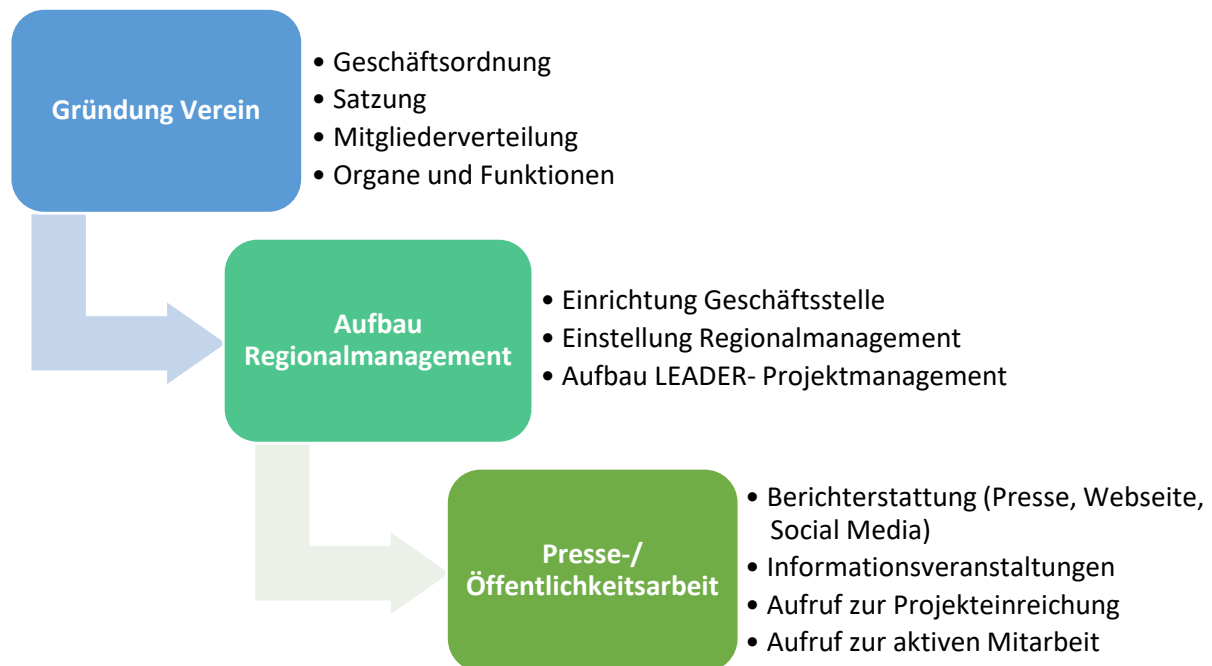 Gründung Verein
• Geschäftsordnung
• Satzung
• Mitgliederverteilung
• Organe und Funktionen
Aufbau
Regionalmanagement
• Einrichtung Geschäftsstelle
• Einstellung Regionalmanagement
• Aufbau LEADER- Projektmanagement
Presse-/
Öffentlichkeitsarbeit
• Berichterstattung (Presse, Webseite,
Social Media)
• Informationsveranstaltungen
• Aufruf zur Projekteinreichung
• Aufruf zur aktiven Mitarbeit